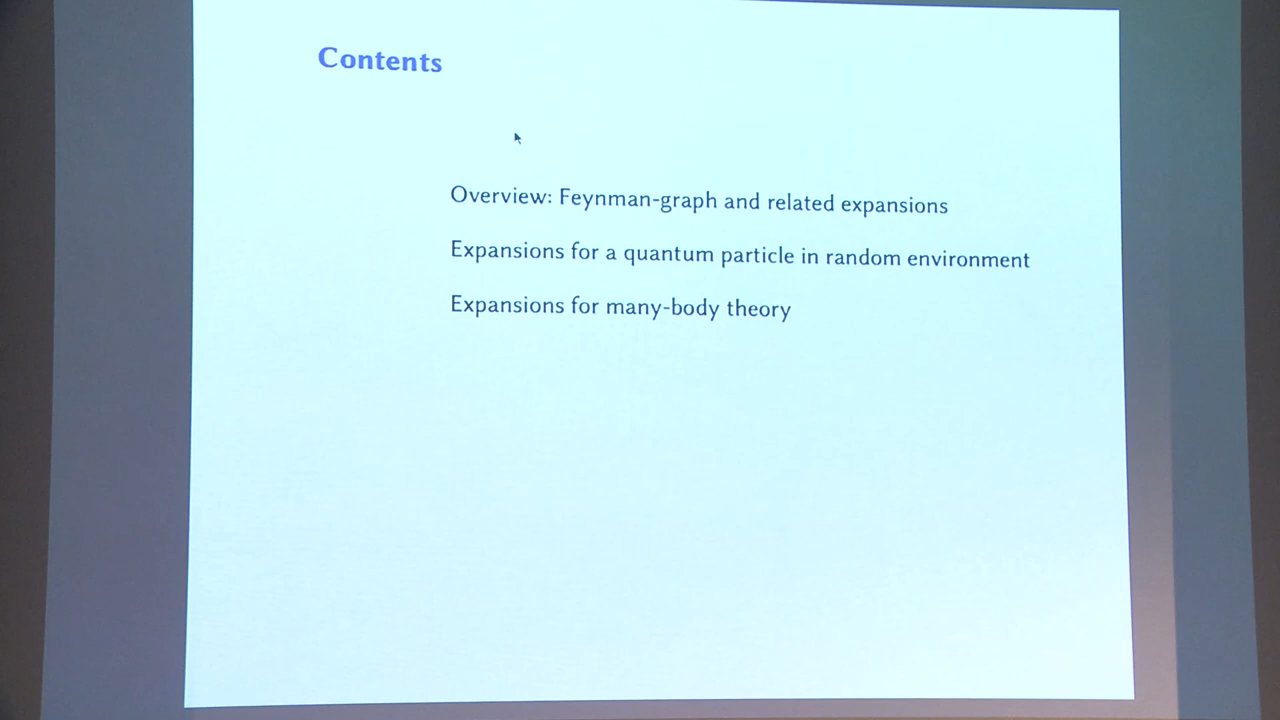 Contents
Overview: Feynman-graph and related expansions
Expansions for a quantum particle in random environment
Expansions for many-body theory